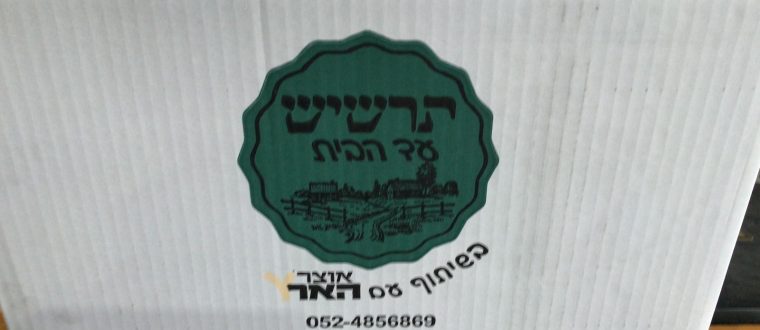 תרשיש
עד הבית
בשיתוף עם
אוצר
הארץ
052-4856869